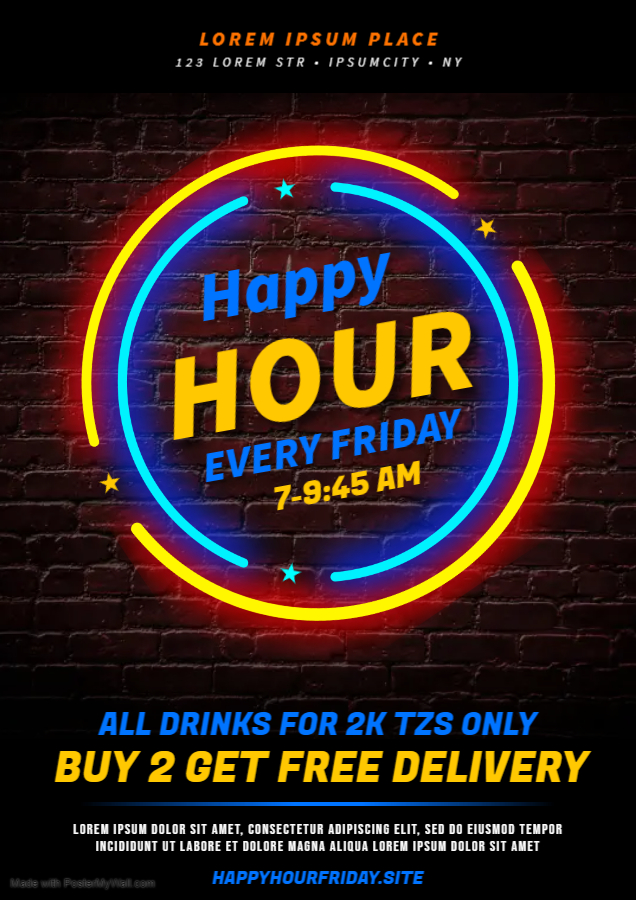 LOREM IPSUM PLACE
123 LOREM STR • IPSUMCITY • NY
Happy
HOUR
EVERY FRIDAY
7-9:45 AM
ALL DRINKS FOR 2K TZS ONLY
BUY 2 GET FREE DELIVERY
LOREM IPSUM DOLOR SIT AMET, CONSECTETUR ADIPISCING ELIT, SED DO EIUSMOD TEMPOR
INCIDIDUNT UT LABORE ET DOLORE MAGNA ALIQUA LOREM IPSUM DOLOR SIT AMET
HAPPYHOURFRIDAY.SITE
Made with PosterMyWall.com